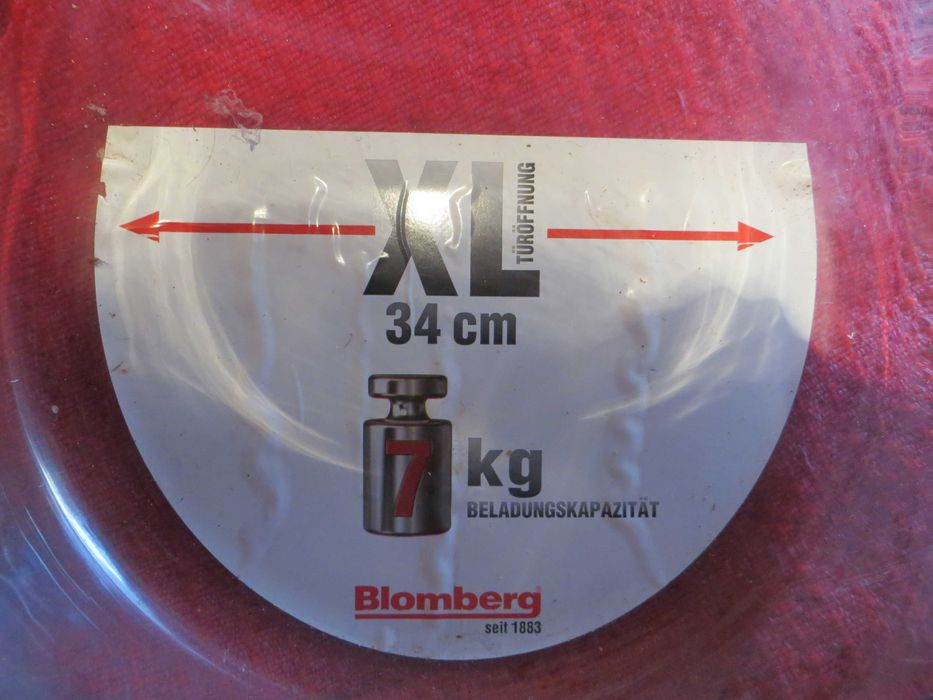 XL
TÜRÖFFNUNG
34 cm
7 kg
BELADUNGSKAPAZITÄT
Blomberg
seit 1883